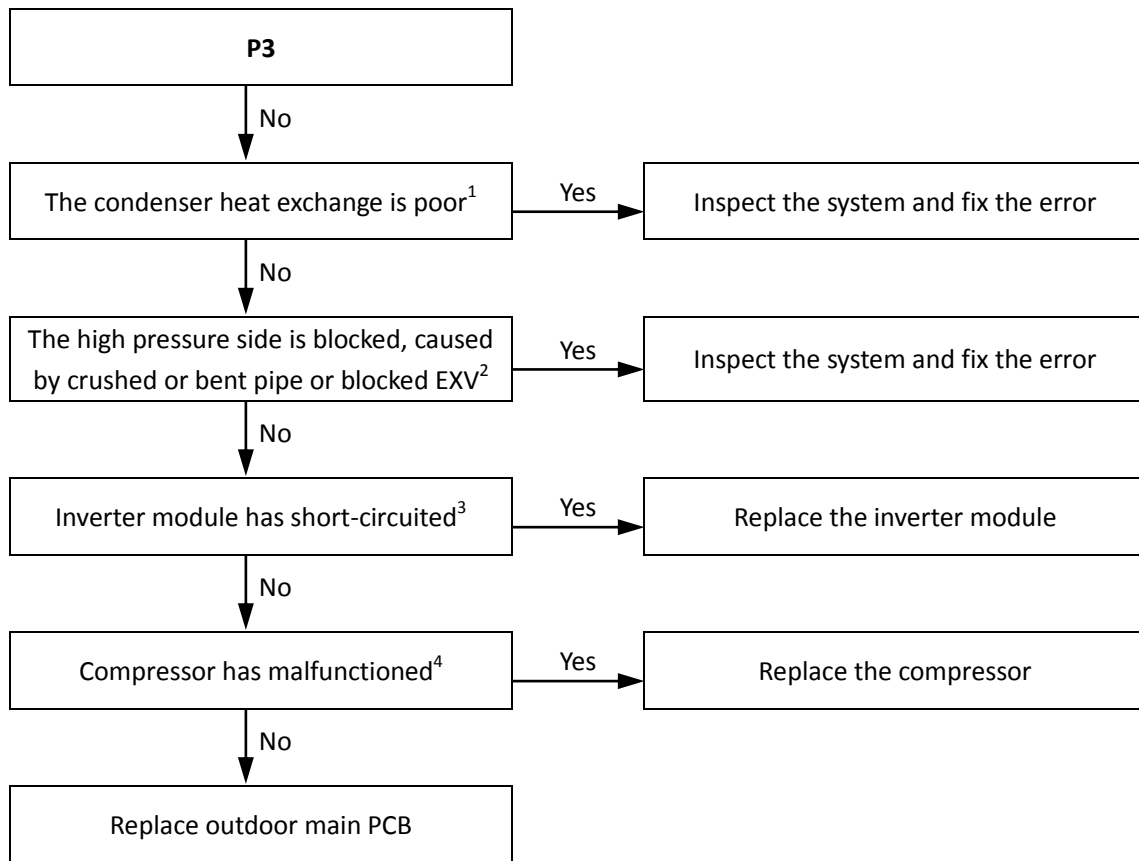 P3
No
The condenser heat exchange is poor1
Yes
Inspect the system and fix the error
No
The high pressure side is blocked, caused
by crushed or bent pipe or blocked EXV2
Yes
Inspect the system and fix the error
No
Inverter module has short-circuited3
Yes
Replace the inverter module
No
Compressor has malfunctioned4
Yes
Replace the compressor
No
Replace outdoor main PCB